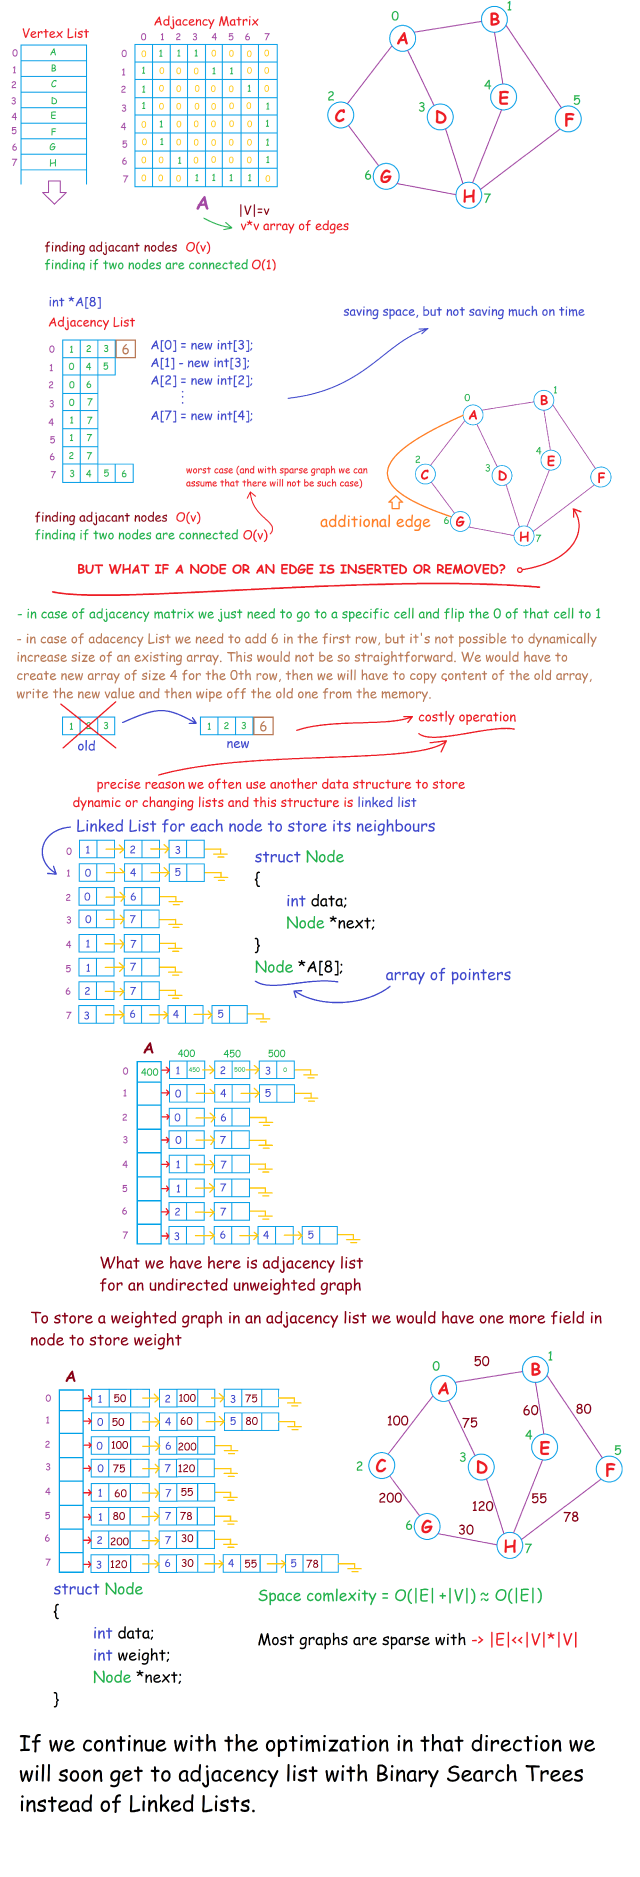 Vertex List
0 A
1 B
2 C
3 D
4 E
5 F
6 G
7 H
Adjacency Matrix
0 1 2 3 4 5 6 7
0 0 1 1 1 0 0 0 0
1 1 0 0 0 1 1 0 0
2 1 0 0 0 0 0 1 0
3 1 0 0 0 0 0 0 1
4 0 1 0 0 0 0 0 1
5 0 1 0 0 0 0 0 1
6 0 0 1 0 0 0 0 1
7 0 0 0 1 1 1 1 0
A
0 A
1 B
2 C
3 D
4 E
5 F
6 G
H 7
|V|=v
v*v array of edges
finding adjacant nodes O(v)
finding if two nodes are connected O(1)
int *A[8]
Adjacency List
0 1 2 3 6
1 0 4 5
2 0 6
3 0 7
4 1 7
5 1 7
6 2 7
7 3 4 5 6
A[0] = new int[3];
A[1] - new int[3];
A[2] = new int[2];
⋮
A[7] = new int[4];
saving space, but not saving much on time
0 A
1 B
2 C
3 D
4 E
F
6 G
H 7
additional edge
worst case (and with sparse graph we can
assume that there will not be such case)
finding adjacant nodes O(v)
finding if two nodes are connected O(v)
BUT WHAT IF A NODE OR AN EDGE IS INSERTED OR REMOVED?
- in case of adjacency matrix we just need to go to a specific cell and flip the 0 of that cell to 1
- in case of adacency List we need to add 6 in the first row, but it's not possible to dynamically
increase size of an existing array. This would not be so straightforward. We would have to
create new array of size 4 for the 0th row, then we will have to copy content of the old array,
write the new value and then wipe off the old one from the memory.
1 2 3
old
1 2 3 6
new
costly operation
precise reason we often use another data structure to store
dynamic or changing lists and this structure is linked list
Linked List for each node to store its neighbours
0 1 2 3
1 0 4 5
2 0 6
3 0 7
4 1 7
5 1 7
6 2 7
7 3 6 4 5
struct Node
{
int data;
Node *next;
}
Node *A[8];
array of pointers
A 400 450 500
0 400 1 450 2 500 3 0
1 0 4 5
2 0 6
3 0 7
4 1 7
5 1 7
6 2 7
7 3 6 4 5
What we have here is adjacency list
for an undirected unweighted graph
To store a weighted graph in an adjacency list we would have one more field in
node to store weight
A
0 1 50 2 100 3 75
1 0 50 4 60 5 80
2 0 100 6 200
3 0 75 7 120
4 1 60 7 55
5 1 80 7 78
6 2 200 7 30
7 3 120 6 30 4 55 5 78
0 A
50
1 B
100
75
60
80
2 C
3 D
4 E
5 F
200
120
55
78
6 G
30
H 7
struct Node
{
int data;
int weight;
Node *next;
}
Space comlexity = O(|E| +|V|) ≈ O(|E|)
Most graphs are sparse with -> |E|<<|V|*|V|
If we continue with the optimization in that direction we
will soon get to adjacency list with Binary Search Trees
instead of Linked Lists.